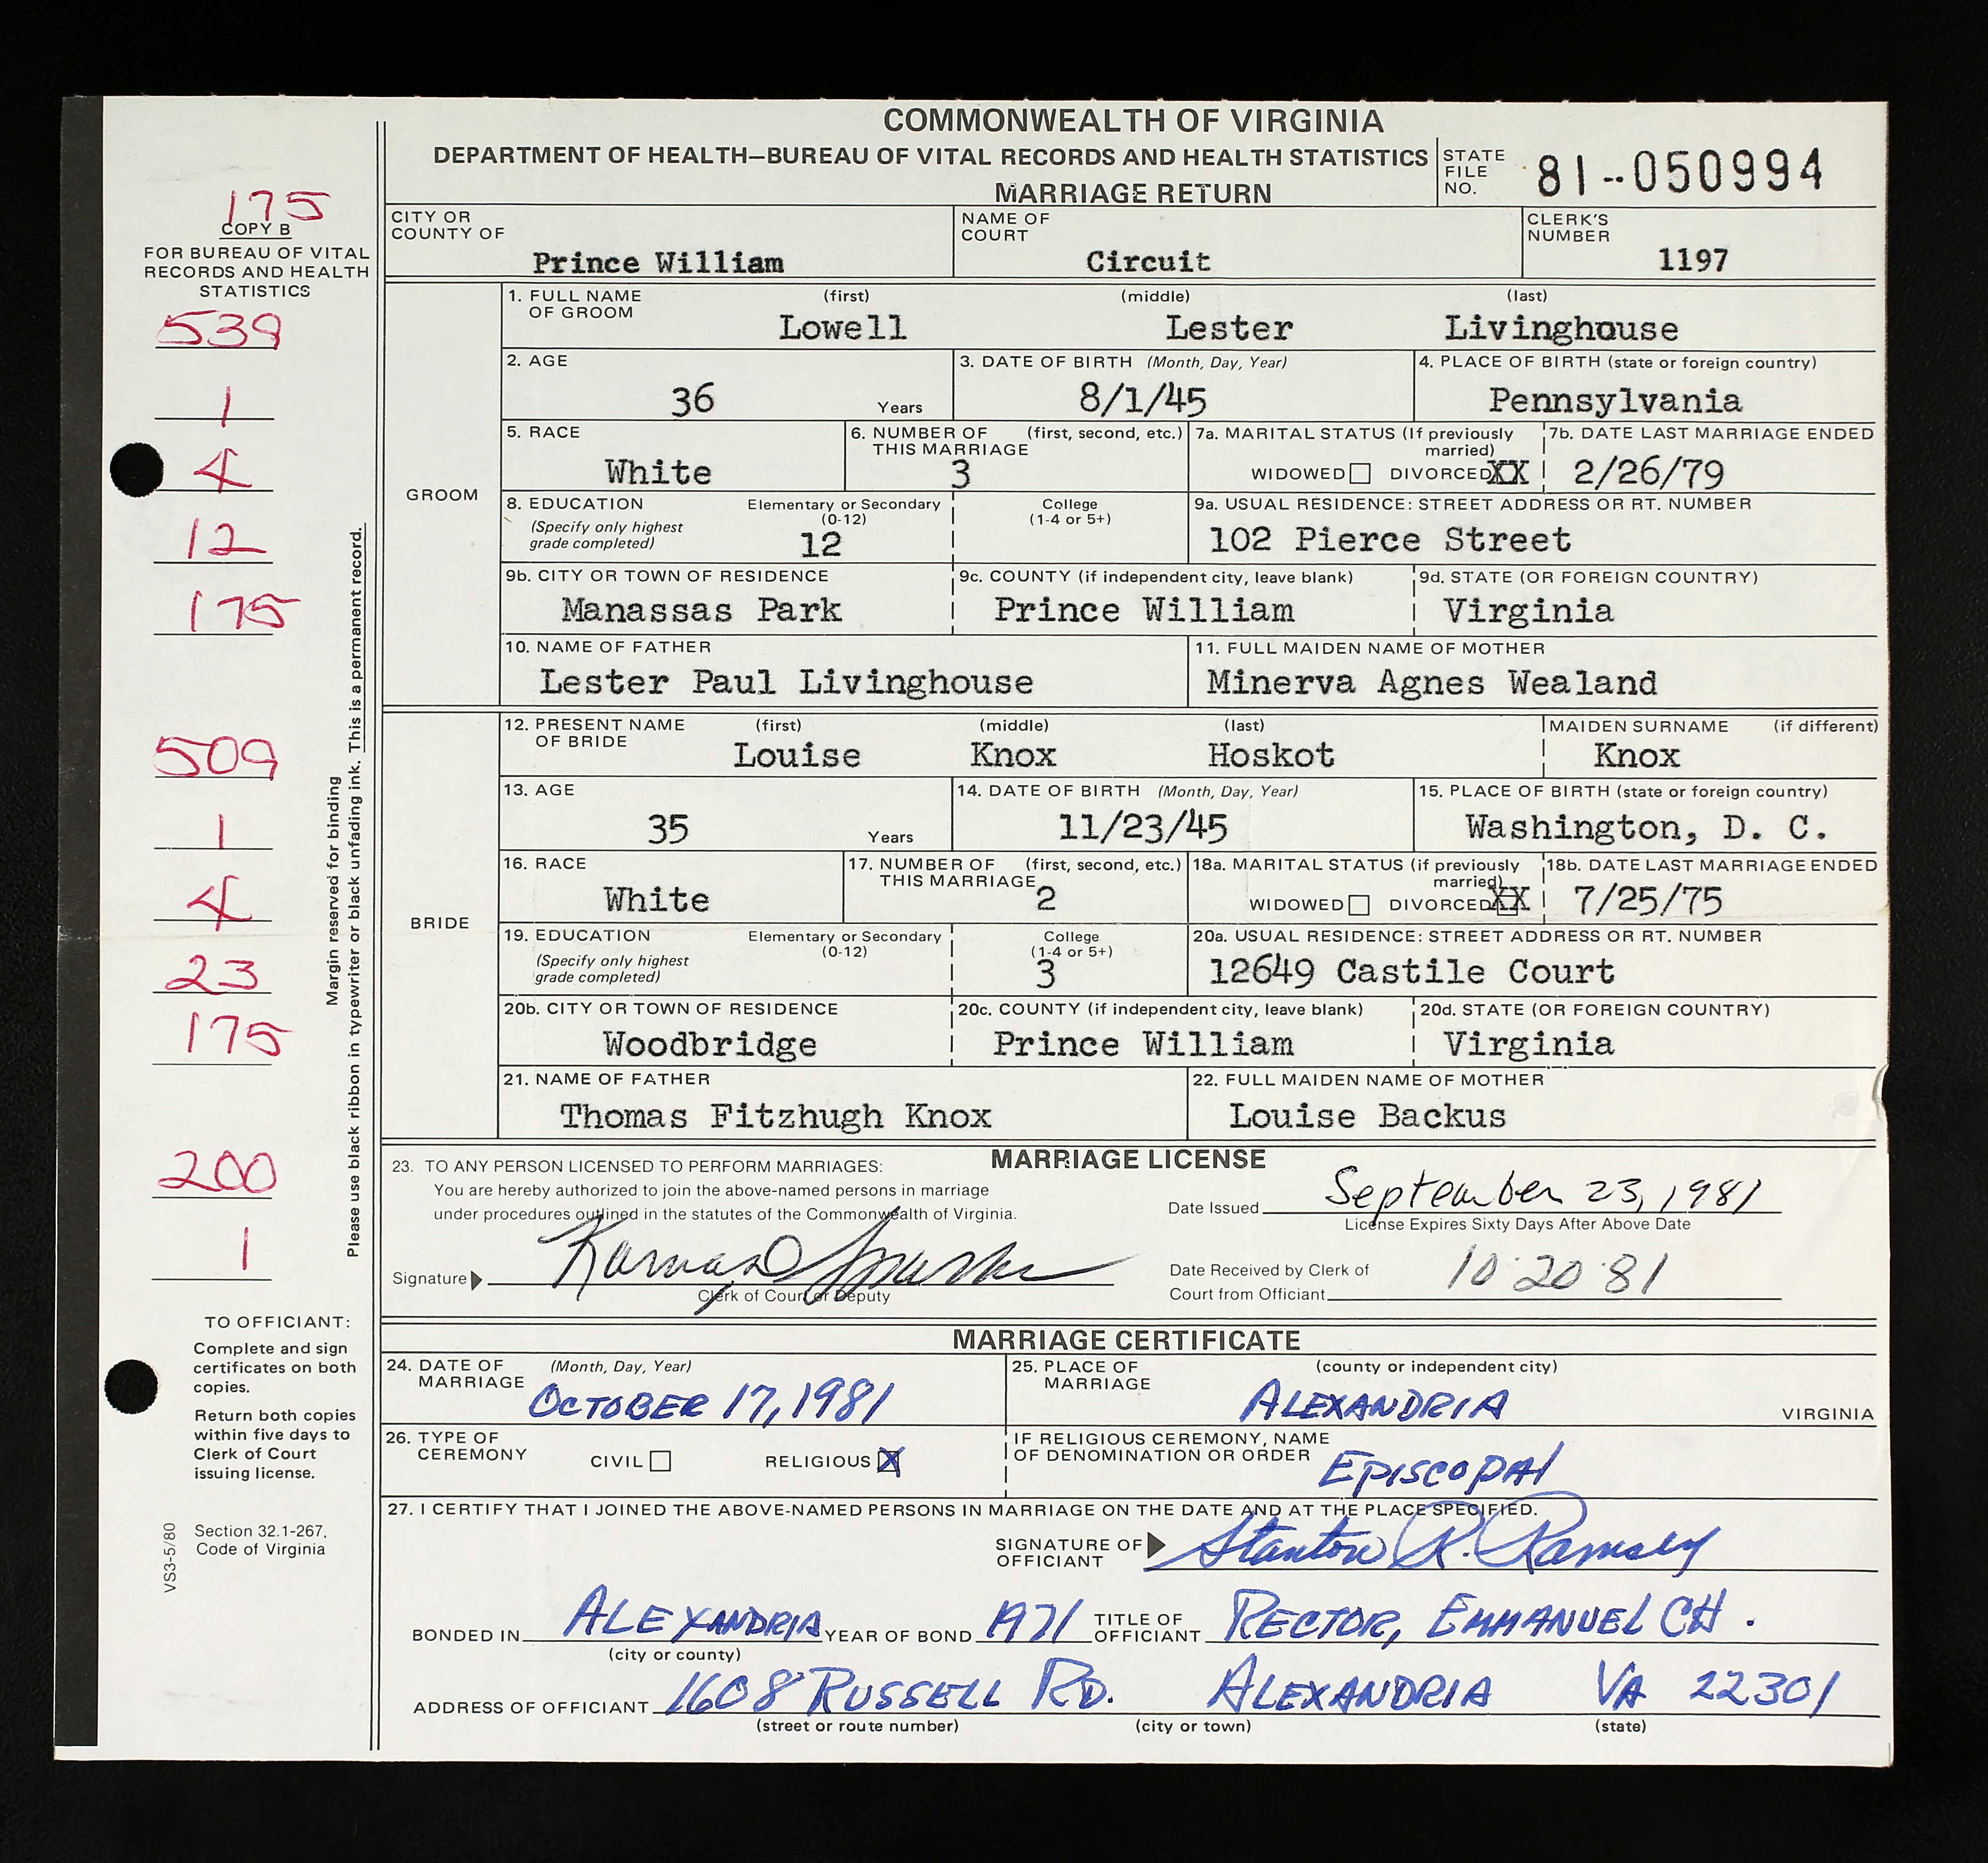 COMMONWEALTH OF VIRGINIA
DEPARTMENT OF HEALTH—BUREAU OF VITAL RECORDS AND HEALTH STATISTICS
MARRIAGE RETURN
STATE FILE NO. 81--050994
175
COPY B
FOR BUREAU OF VITAL
RECORDS AND HEALTH
STATISTICS
539
1
4
12
175
509
1
4
23
175
200
1
Margin reserved for binding
Please use black ribbon in typewriter or black unfading ink. This is a permanent record.
TO OFFICIANT:
Complete and sign
certificates on both
copies.
Return both copies
within five days to
Clerk of Court
issuing license.
Section 32.1-267,
Code of Virginia
VS3-5/80
CITY OR COUNTY OF Prince William
NAME OF COURT Circuit
CLERK'S NUMBER 1197
GROOM
1. FULL NAME OF GROOM (first) (middle) (last)
Lowell Lester Livinghouse
2. AGE 36 Years
3. DATE OF BIRTH (Month, Day, Year) 8/1/45
4. PLACE OF BIRTH (state or foreign country) Pennsylvania
5. RACE White
6. NUMBER OF THIS MARRIAGE (first, second, etc.) 3
7a. MARITAL STATUS (If previously married) WIDOWED DIVORCED XX
7b. DATE LAST MARRIAGE ENDED 2/26/79
8. EDUCATION (Specify only highest grade completed) Elementary or Secondary (0-12) 12
College (1-4 or 5+)
9a. USUAL RESIDENCE: STREET ADDRESS OR RT. NUMBER
102 Pierce Street
9b. CITY OR TOWN OF RESIDENCE Manassas Park
9c. COUNTY (if independent city, leave blank) Prince William
9d. STATE (OR FOREIGN COUNTRY) Virginia
10. NAME OF FATHER Lester Paul Livinghouse
11. FULL MAIDEN NAME OF MOTHER Minerva Agnes Wealand
BRIDE
12. PRESENT NAME OF BRIDE (first) (middle) (last)
Louise Knox Hoskot
MAIDEN SURNAME (if different) Knox
13. AGE 35 Years
14. DATE OF BIRTH (Month, Day, Year) 11/23/45
15. PLACE OF BIRTH (state or foreign country) Washington, D. C.
16. RACE White
17. NUMBER OF THIS MARRIAGE (first, second, etc.) 2
18a. MARITAL STATUS (if previously married) WIDOWED DIVORCED XX
18b. DATE LAST MARRIAGE ENDED 7/25/75
19. EDUCATION (Specify only highest grade completed) Elementary or Secondary (0-12)
College (1-4 or 5+) 3
20a. USUAL RESIDENCE: STREET ADDRESS OR RT. NUMBER
12649 Castile Court
20b. CITY OR TOWN OF RESIDENCE Woodbridge
20c. COUNTY (if independent city, leave blank) Prince William
20d. STATE (OR FOREIGN COUNTRY) Virginia
21. NAME OF FATHER Thomas Fitzhugh Knox
22. FULL MAIDEN NAME OF MOTHER Louise Backus
MARRIAGE LICENSE
23. TO ANY PERSON LICENSED TO PERFORM MARRIAGES:
You are hereby authorized to join the above-named persons in marriage
under procedures outlined in the statutes of the Commonwealth of Virginia.
Date Issued September 23, 1981
License Expires Sixty Days After Above Date
Signature
Clerk of Court or Deputy
Date Received by Clerk of
Court from Officiant 10·20·81
MARRIAGE CERTIFICATE
24. DATE OF MARRIAGE (Month, Day, Year) OCTOBER 17, 1981
25. PLACE OF MARRIAGE (county or independent city) ALEXANDRIA VIRGINIA
26. TYPE OF CEREMONY CIVIL RELIGIOUS X
IF RELIGIOUS CEREMONY, NAME OF DENOMINATION OR ORDER EPISCOPAL
27. I CERTIFY THAT I JOINED THE ABOVE-NAMED PERSONS IN MARRIAGE ON THE DATE AND AT THE PLACE SPECIFIED.
SIGNATURE OF OFFICIANT Stanton R. Ramsey
BONDED IN ALEXANDRIA YEAR OF BOND 1971 TITLE OF OFFICIANT RECTOR, EMMANUEL CH.
(city or county)
ADDRESS OF OFFICIANT 1608 RUSSELL RD. ALEXANDRIA VA 22301
(street or route number) (city or town) (state)